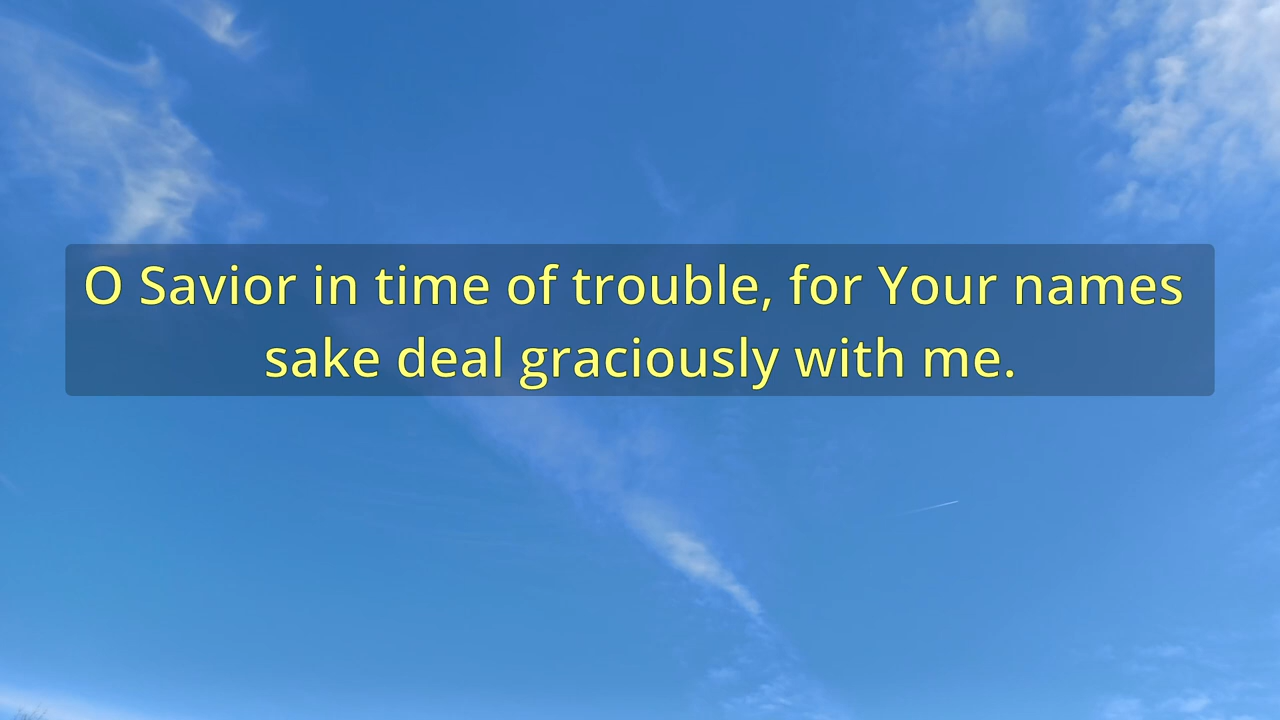 O Savior in time of trouble, for Your names
sake deal graciously with me.